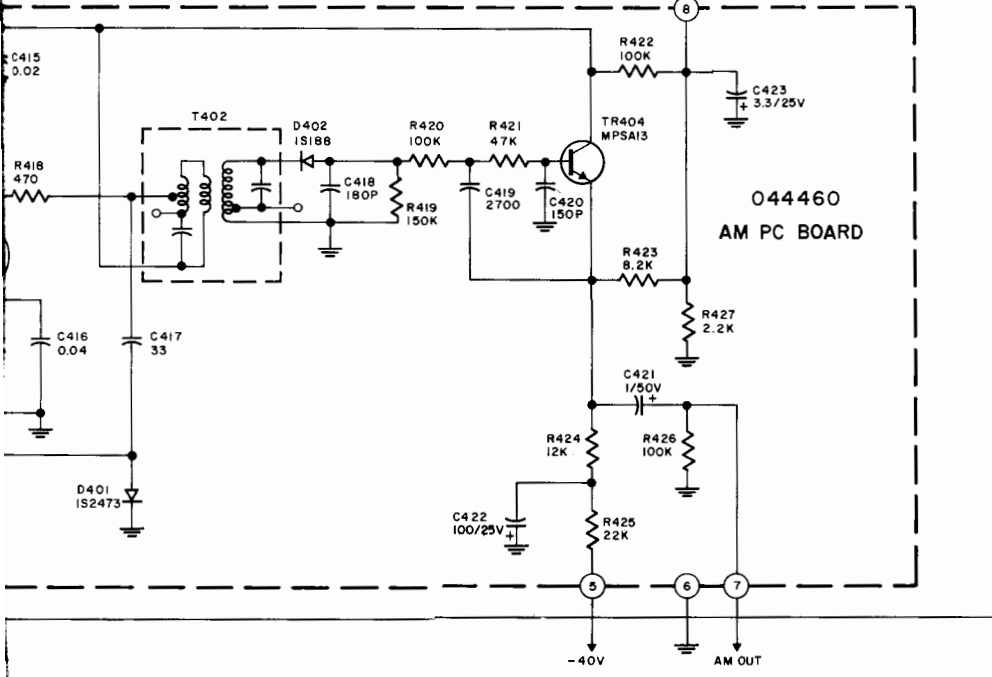 8
C415
0.02
R422
100K
C423
+ 3.3/25V
T402
D402
1S188
R420
100K
R421
47K
TR404
MPSA13
R418
470
C418
180P
R419
150K
C419
2700
C420
150P
044460
AM PC BOARD
R423
8.2K
R427
2.2K
C416
0.04
C417
33
C421
1/50V
+
R424
12K
R426
100K
D401
1S2473
C422
100/25V
+
R425
22K
5
6
7
-40V
AM OUT